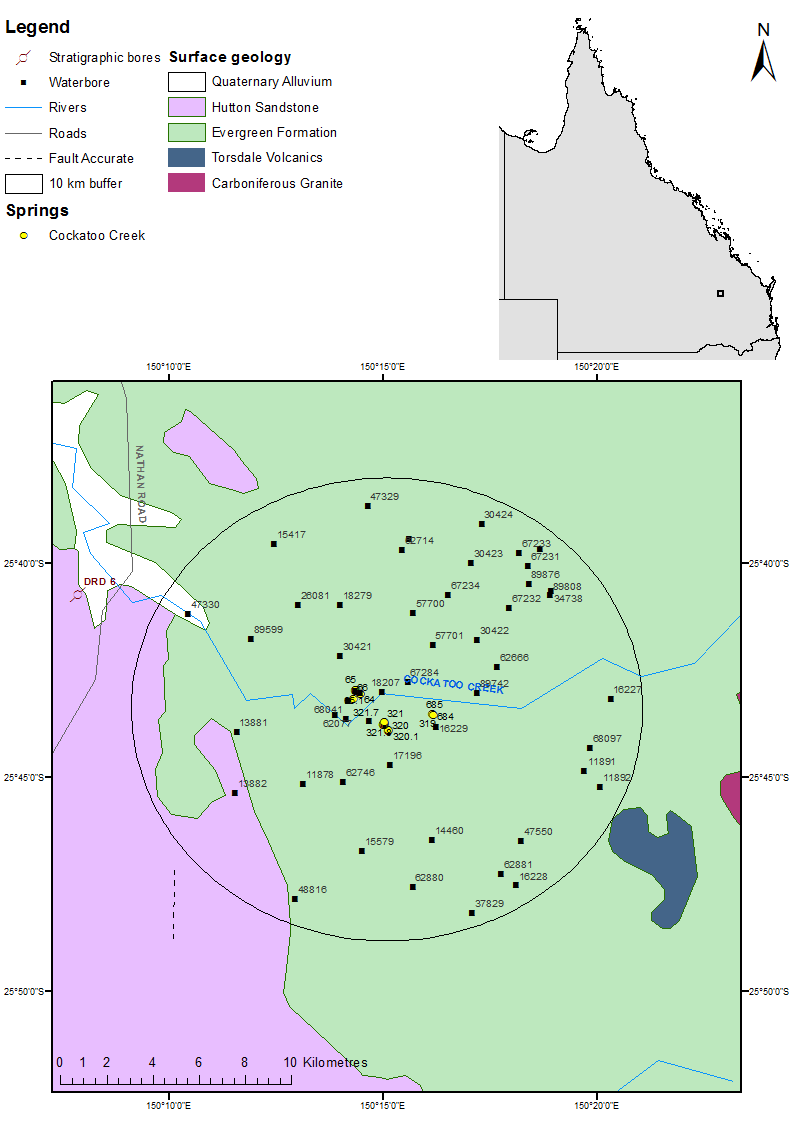 Legend
Stratigraphic bores
Waterbore
Rivers
Roads
Fault Accurate
10 km buffer
Springs
Cockatoo Creek
Surface geology
Quaternary Alluvium
Hutton Sandstone
Evergreen Formation
Torsdale Volcanics
Carboniferous Granite
N
150°10'0"E 150°15'0"E 150°20'0"E
NATHAN ROAD
47329
30424
15417
67233
25°40'0"S 25°40'0"S
30423
67231
89876
DRD 6
67234
89808
26081 18279
34738
47330
57700
67232
89599
57701 30422
30421
62666
67284
65
18207
COCKATOO CREEK
89742
16227
164
685
68041
321.7 321
684
320
319
16229
320.1
13881
68097
17196
11891
25°45'0"S 25°45'0"S
13882
11878 62746
11892
14460 47550
15579
62881
62880
16228
48816
37829
25°50'0"S 25°50'0"S
0 1 2 4 6 8 10 Kilometres
150°10'0"E 150°15'0"E 150°20'0"E